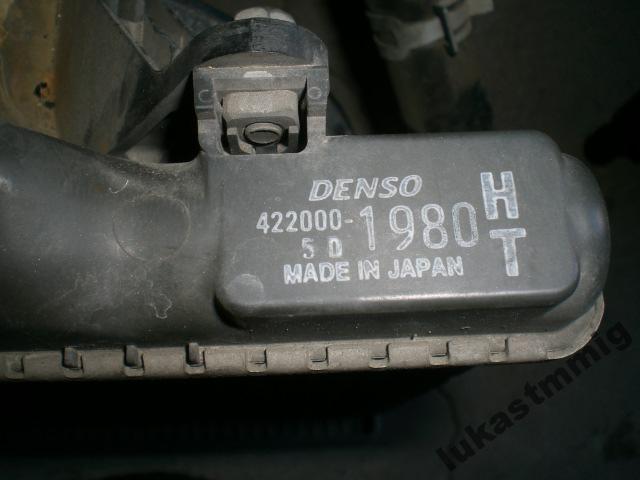 DENSO
422000-1980
5 D
MADE IN JAPAN
H
T
lukastmmig